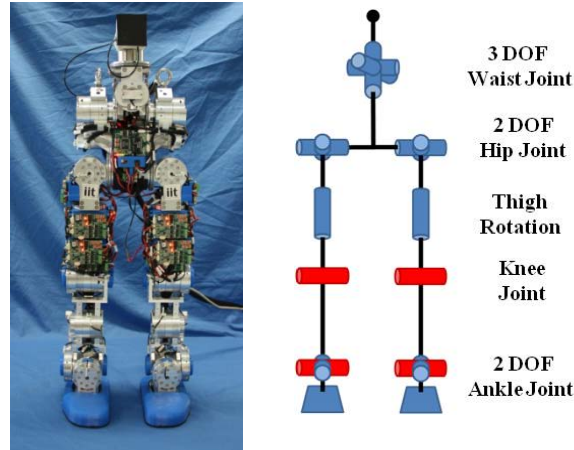 iit
iit
3 DOF
Waist Joint
2 DOF
Hip Joint
Thigh
Rotation
Knee
Joint
2 DOF
Ankle Joint